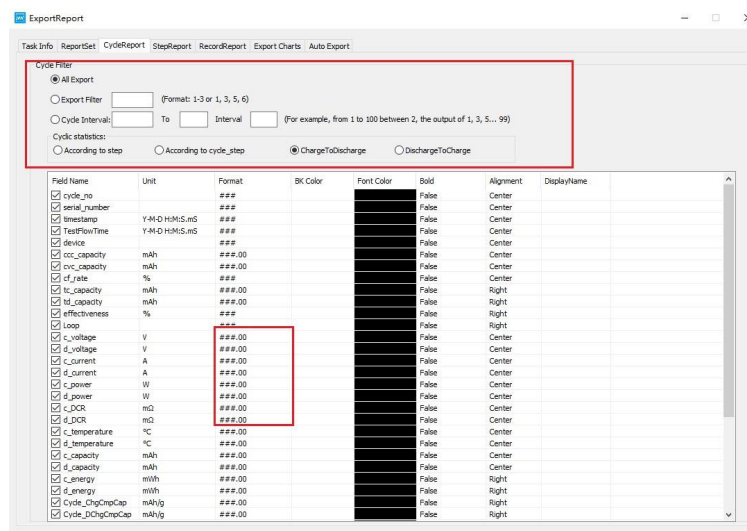 ExportReport
Task Info ReportSet CydeReport StepReport RecordReport Export Charts Auto Export
Cyde Filter
All Export
Export Filter (Format: 1-3 or 1, 3, 5, 6)
Cycle Interval: To Interval (For example, from 1 to 100 between 2, the output of 1, 3, 5... 99)
Cyclic statistics:
According to step According to cycle_step ChargeToDischarge DischargeToCharge
Field Name Unit Format BK Color Font Color Bold Alignment DisplayName
cycle_no ### False Center
serial_number ### False Center
timestamp Y-M-D H:M:S.mS ### False Center
TestFlowTime Y-M-D H:M:S.mS ### False Center
device ### False Center
ccc_capacity mAh ###.00 False Center
cvc_capacity mAh ###.00 False Center
cf_rate % ### False Center
tc_capacity mAh ###.00 False Right
td_capacity mAh ###.00 False Right
effectiveness % ### False Right
Loop ### False Right
c_voltage V ###.00 False Center
d_voltage V ###.00 False Center
c_current A ###.00 False Center
d_current A ###.00 False Center
c_power W ###.00 False Center
d_power W ###.00 False Center
c_DCR mΩ ###.00 False Center
d_DCR mΩ ###.00 False Center
c_temperature °C ###.00 False Center
d_temperature °C ###.00 False Center
c_capacity mAh ###.00 False Center
d_capacity mAh ###.00 False Center
c_energy mWh ###.00 False Right
d_energy mWh ###.00 False Right
Cycle_ChgCmpCap mAh/g ###.00 False Right
Cycle_DChgCmpCap mAh/g ###.00 False Right